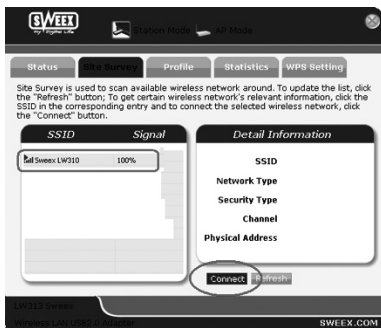 SWEEX
my Digital Life
Station Mode AP Mode
Status Site Survey Profile Statistics WPS Setting
Site Survey is used to scan available wireless network around. To update the list, click
the "Refresh" button; To get certain wireless network's relevant information, click the
SSID in the corresponding entry and to connect the selected wireless network, click
the "Connect" button.
SSID Signal
Sweex LW310 100%
Detail Information
SSID
Network Type
Security Type
Channel
Physical Address
Connect Refresh
LW313 Sweex
Wireless LAN USB2.0 Adapter
SWEEX.COM